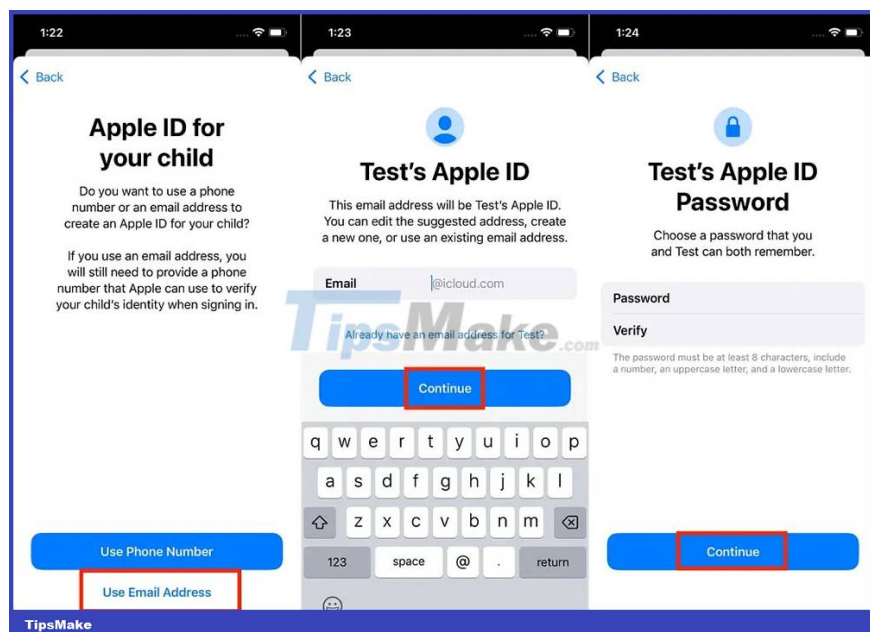 1:22
Back
Apple ID for
your child
Do you want to use a phone
number or an email address to
create an Apple ID for your child?
If you use an email address, you
will still need to provide a phone
number that Apple can use to verify
your child's identity when signing in.
Use Phone Number
Use Email Address
1:23
Back
Test's Apple ID
This email address will be Test's Apple ID.
You can edit the suggested address, create
a new one, or use an existing email address.
Email @icloud.com
Already have an email address for Test?
Continue
q w e r t y u i o p
a s d f g h j k l
z x c v b n m
123 space @ . return
1:24
Back
Test's Apple ID
Password
Choose a password that you
and Test can both remember.
Password
Verify
The password must be at least 8 characters, include
a number, an uppercase letter, and a lowercase letter.
Continue
TipsMake.com
TipsMake